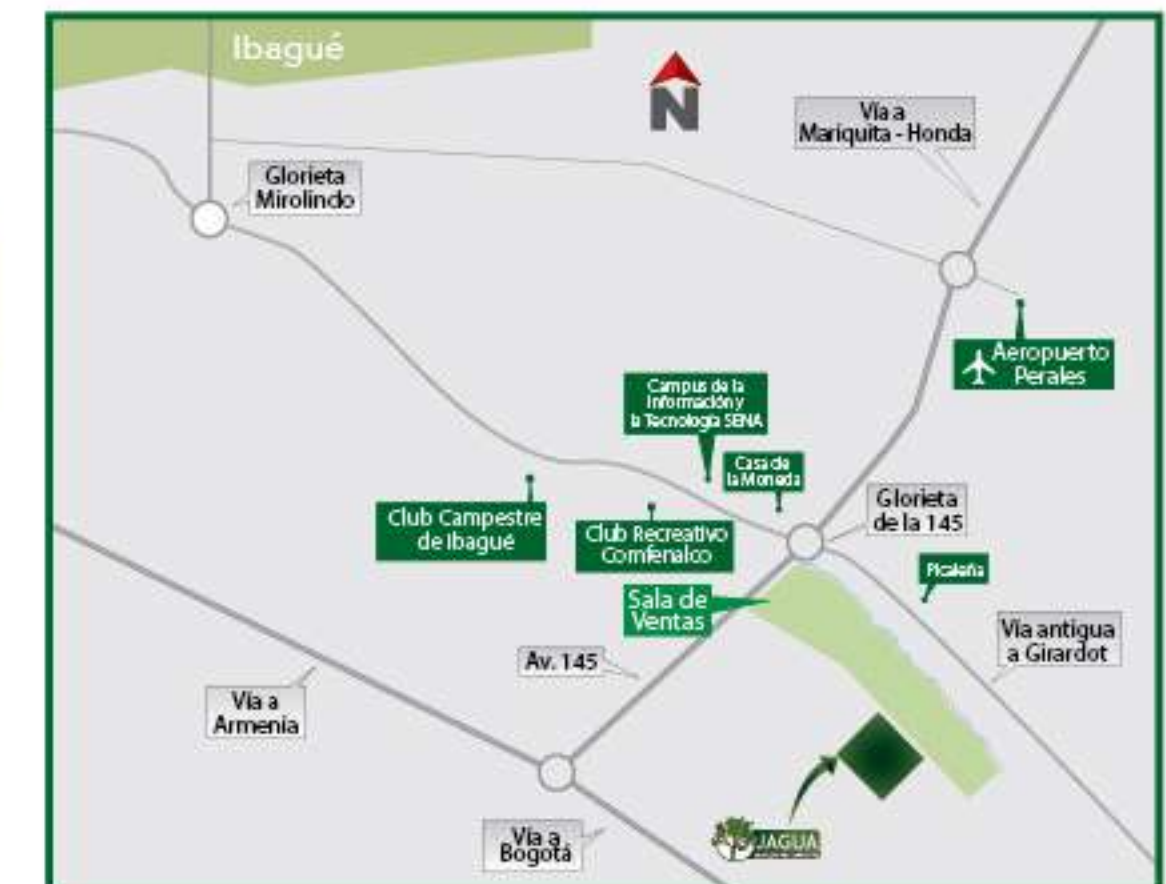 Ibagué
N
Vía a
Mariquita - Honda
Glorieta
Mirolindo
Aeropuerto
Perales
Campus de la
Información y
la Tecnología SENA
Casa de
la Moneda
Glorieta
de la 145
Club Campestre
de Ibagué
Club Recreativo
Comfenalco
Picaleña
Sala de
Ventas
Vía antigua
a Girardot
Av. 145
Vía a
Armenia
Vía a
Bogotá
JAGUA